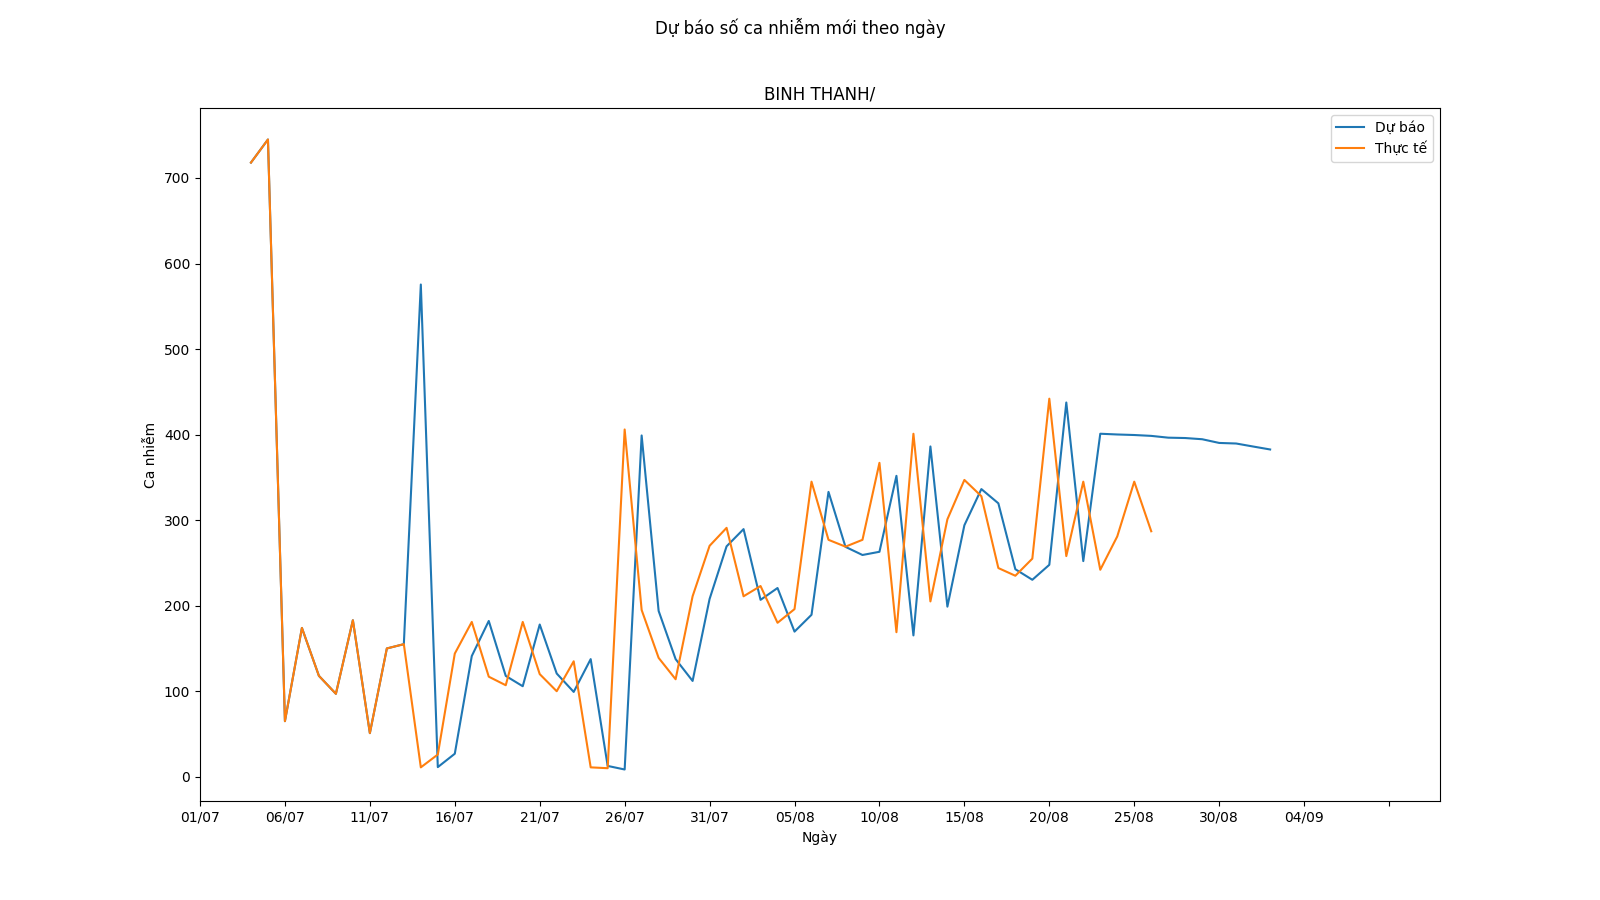 Dự báo số ca nhiễm mới theo ngày
BINH THANH/
Dự báo
Thực tế
700
600
500
400
300
200
100
0
Ca nhiễm
01/07 06/07 11/07 16/07 21/07 26/07 31/07 05/08 10/08 15/08 20/08 25/08 30/08 04/09
Ngày